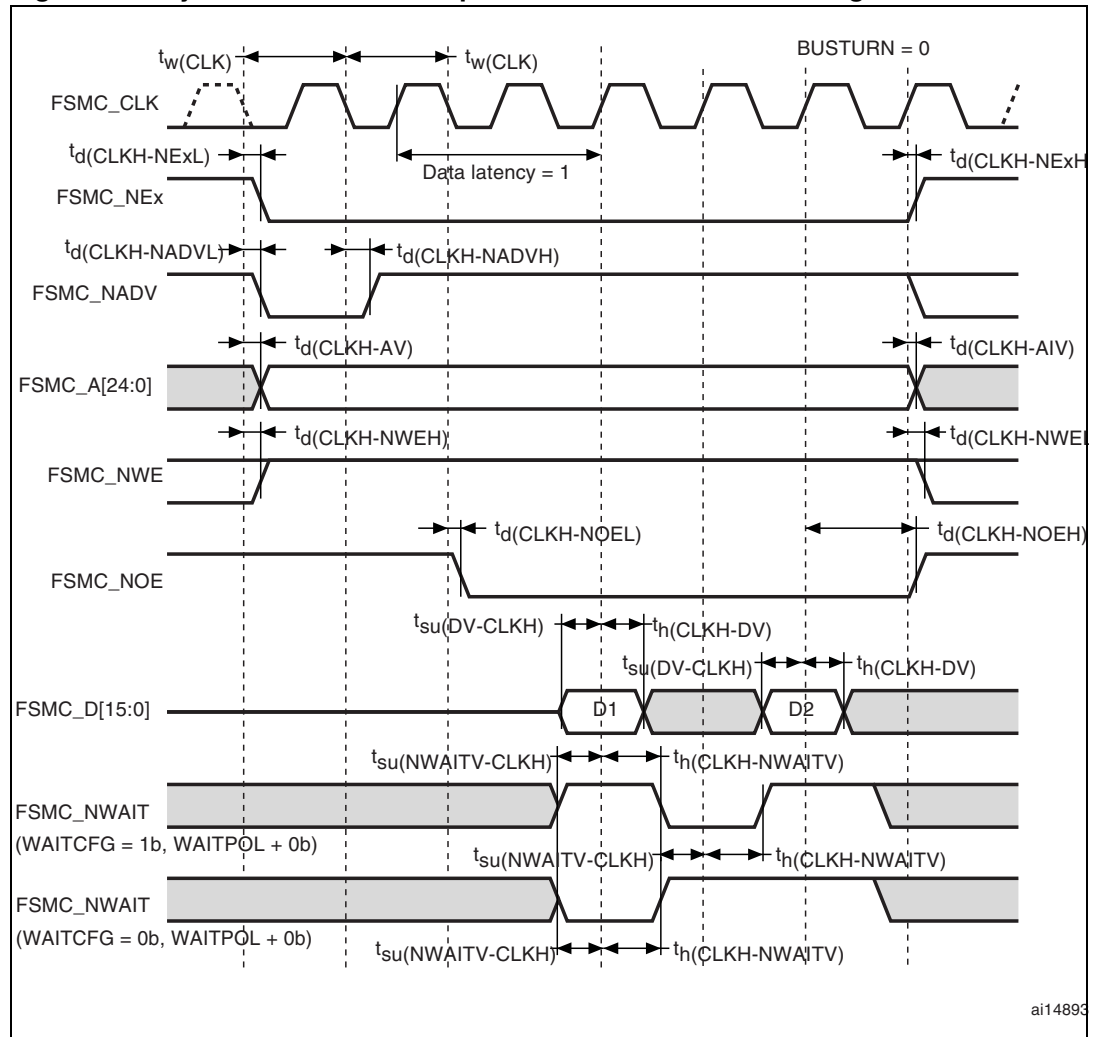 BUSTURN = 0
tw(CLK) tw(CLK)
FSMC_CLK
td(CLKH-NExL) Data latency = 1 td(CLKH-NExH
FSMC_NEx
td(CLKH-NADVL) td(CLKH-NADVH)
FSMC_NADV
td(CLKH-AV) td(CLKH-AIV)
FSMC_A[24:0]
td(CLKH-NWEH) td(CLKH-NWEL
FSMC_NWE
td(CLKH-NOEL) td(CLKH-NOEH)
FSMC_NOE
tsu(DV-CLKH) th(CLKH-DV)
tsu(DV-CLKH) th(CLKH-DV)
FSMC_D[15:0] D1 D2
tsu(NWAITV-CLKH) th(CLKH-NWAITV)
FSMC_NWAIT
(WAITCFG = 1b, WAITPOL + 0b)
tsu(NWAITV-CLKH) th(CLKH-NWAITV)
FSMC_NWAIT
(WAITCFG = 0b, WAITPOL + 0b)
tsu(NWAITV-CLKH) th(CLKH-NWAITV)
ai14893